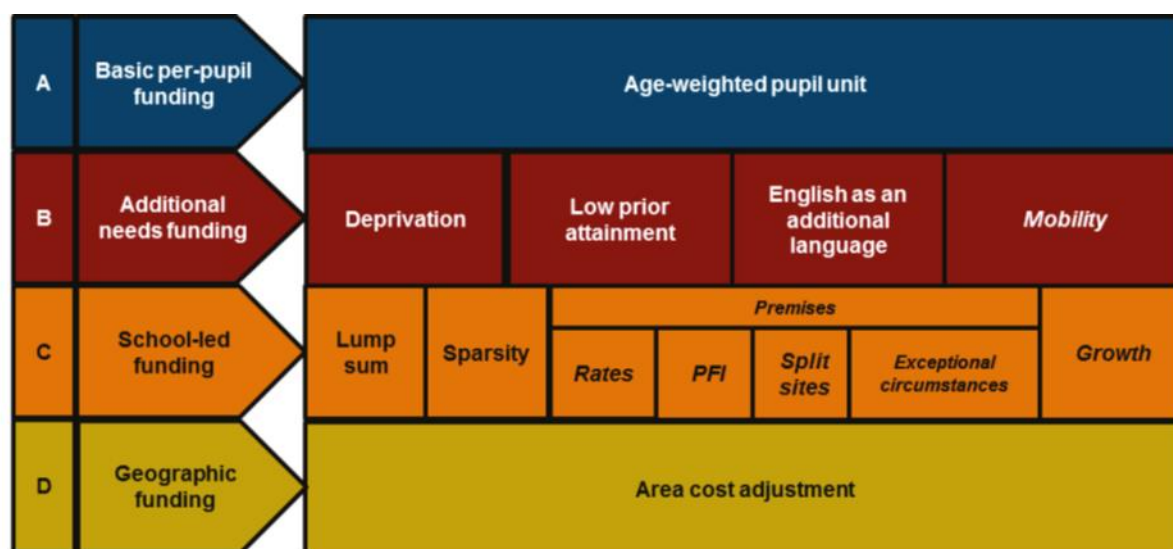 A
Basic per-pupil
funding
Age-weighted pupil unit
B
Additional
needs funding
Deprivation
Low prior
attainment
English as an
additional
language
Mobility
C
School-led
funding
Lump
sum
Sparsity
Premises
Rates
PFI
Split
sites
Exceptional
circumstances
Growth
D
Geographic
funding
Area cost adjustment